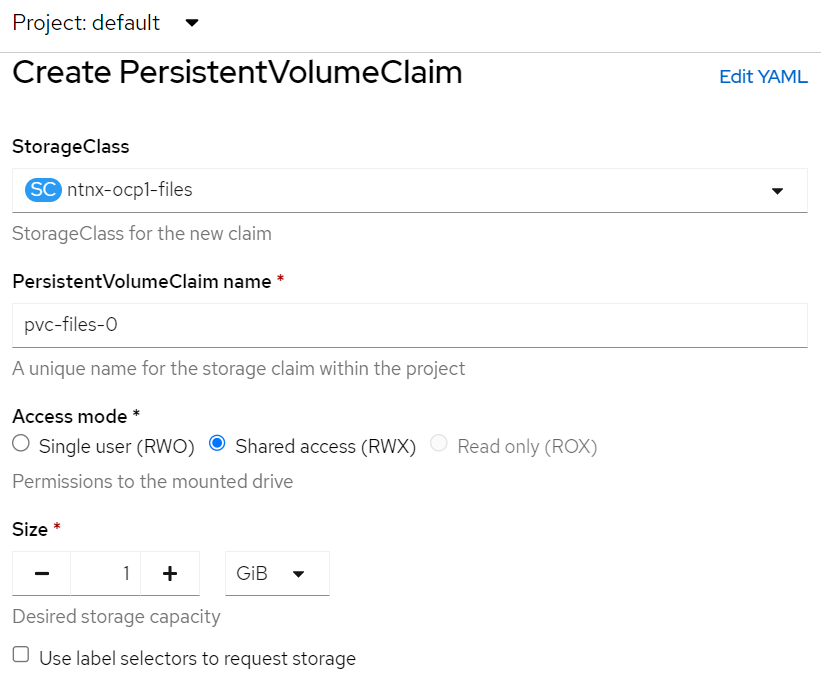 Project: default
Create PersistentVolumeClaim
Edit YAML
StorageClass
SC ntnx-ocp1-files
StorageClass for the new claim
PersistentVolumeClaim name *
pvc-files-0
A unique name for the storage claim within the project
Access mode *
Single user (RWO) Shared access (RWX) Read only (ROX)
Permissions to the mounted drive
Size *
1 GiB
Desired storage capacity
Use label selectors to request storage